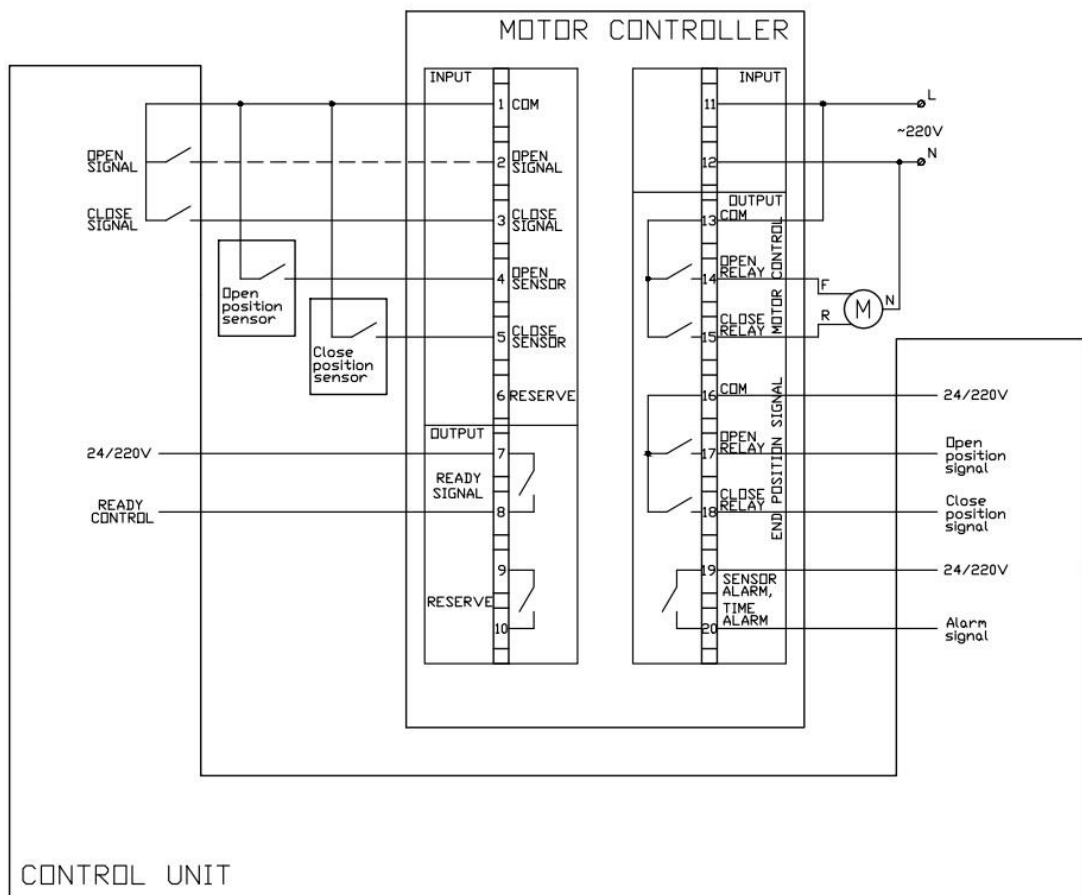 MOTOR CONTROLLER
INPUT
1 COM
OPEN
SIGNAL
2 OPEN
SIGNAL
CLOSE
SIGNAL
3 CLOSE
SIGNAL
4 OPEN
SENSOR
Open
position
sensor
5 CLOSE
SENSOR
Close
position
sensor
6 RESERVE
OUTPUT
24/220V
7
READY
SIGNAL
READY
CONTROL
8
9
RESERVE
10
INPUT
11
L
~220V
12
N
OUTPUT
13 COM
MOTOR CONTROL
OPEN
RELAY
14
F
M
N
R
CLOSE
RELAY
15
END POSITION SIGNAL
16 COM
24/220V
OPEN
RELAY
17
Open
position
signal
CLOSE
RELAY
18
Close
position
signal
19
24/220V
SENSOR
ALARM,
TIME
ALARM
20
Alarm
signal
CONTROL UNIT